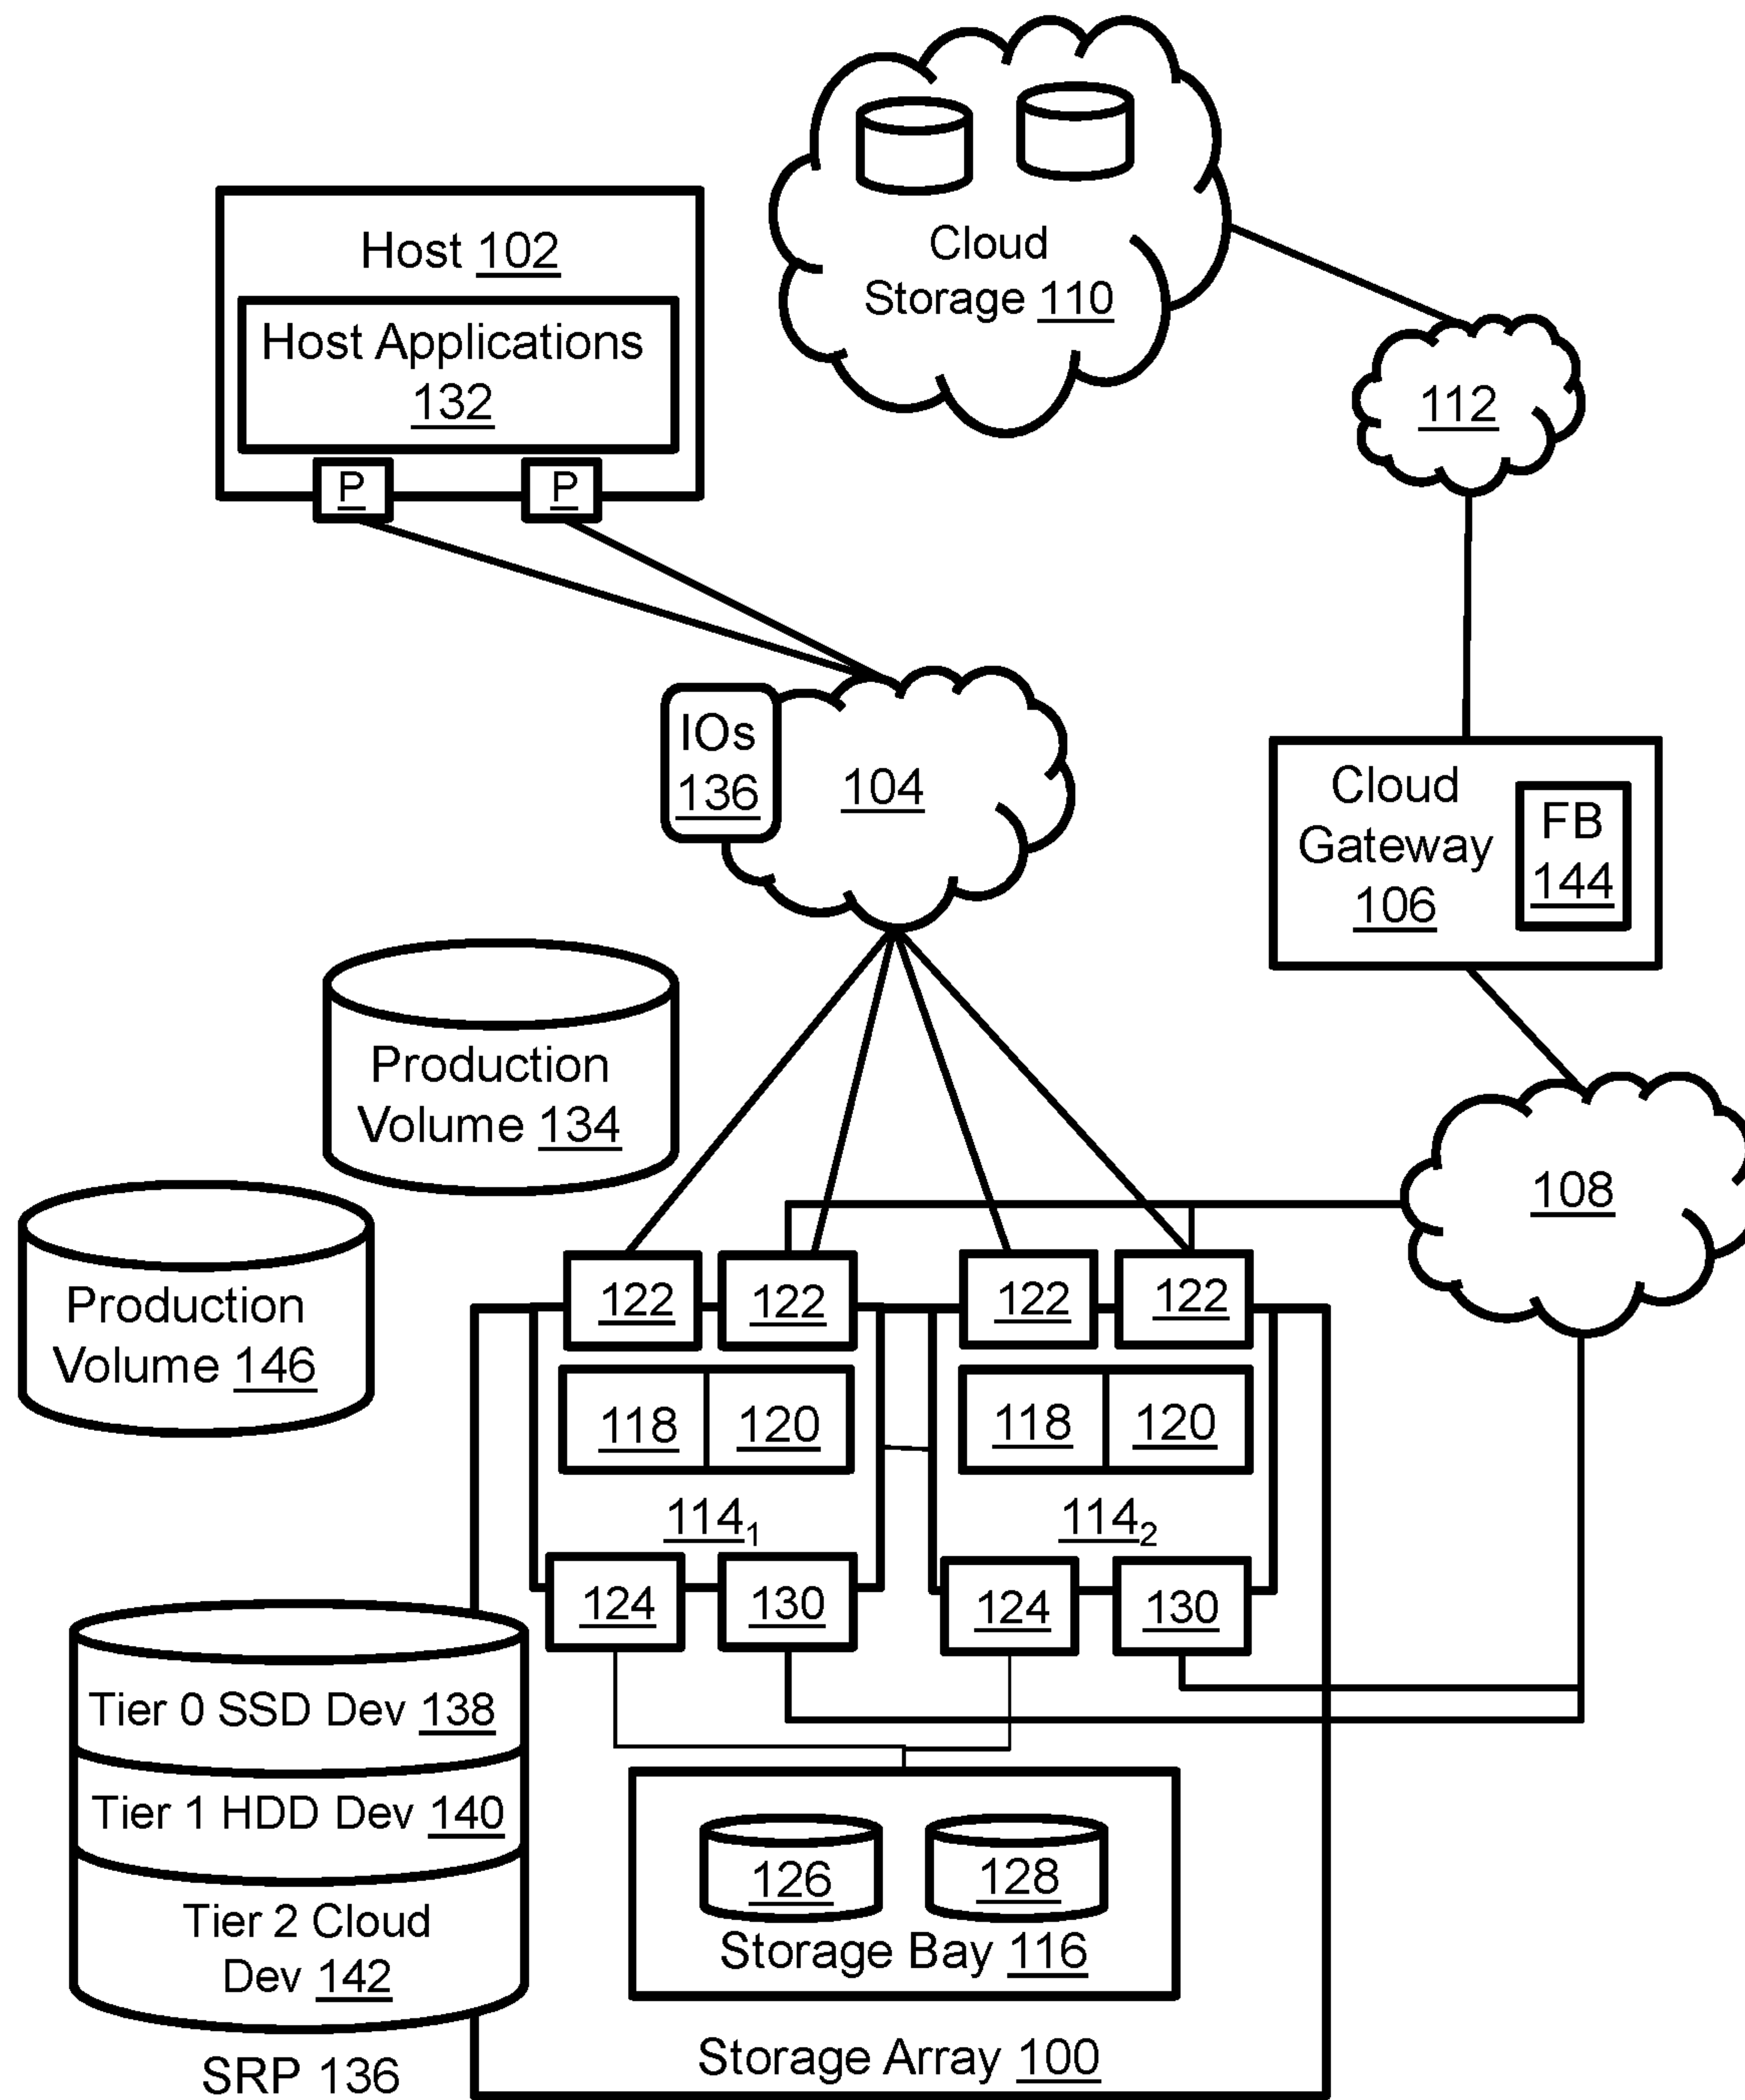 Cloud
Storage 110
Host 102
Host Applications
132
P
P
112
IOs
136
104
Cloud
Gateway
106
FB
144
Production
Volume 134
108
Production
Volume 146
122
122
122
122
118
120
118
120
114₁
114₂
124
130
124
130
Tier 0 SSD Dev 138
Tier 1 HDD Dev 140
Tier 2 Cloud
Dev 142
SRP 136
126
128
Storage Bay 116
Storage Array 100